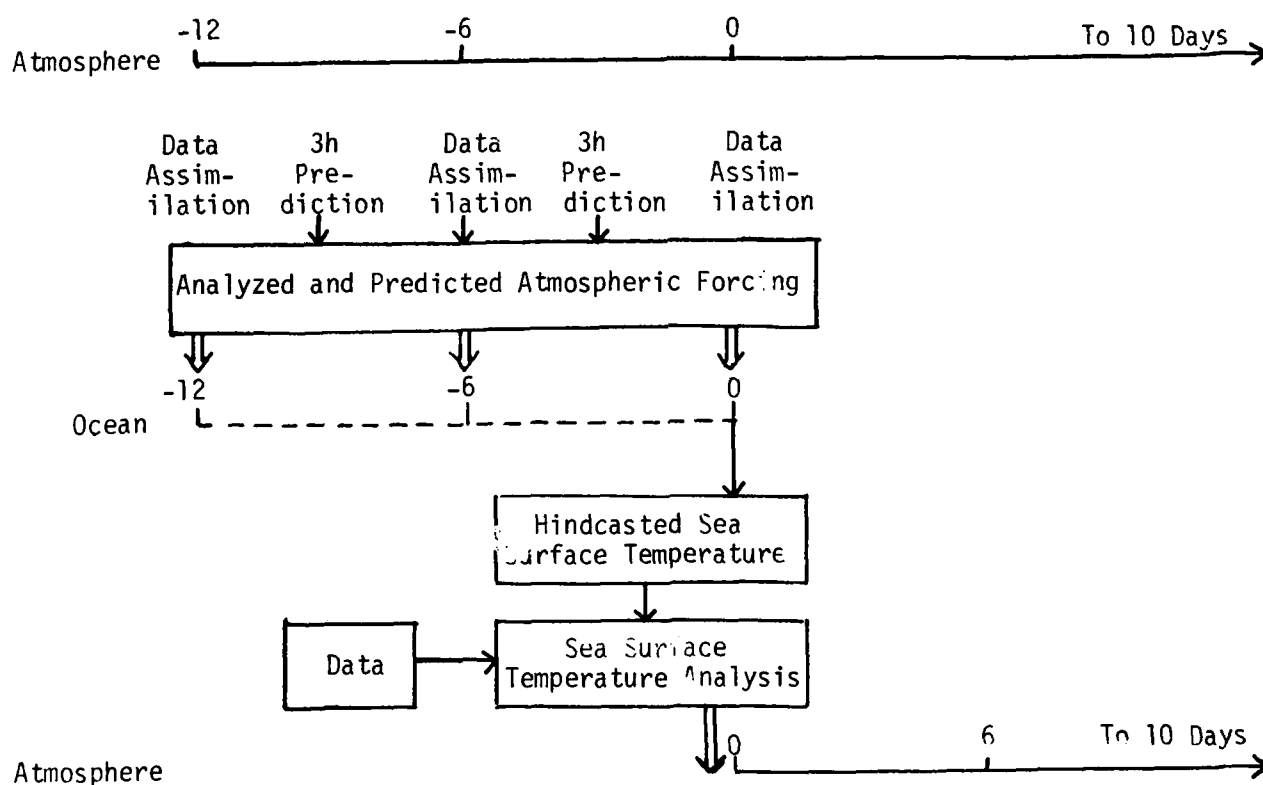 -12 -6 0 To 10 Days
Atmosphere
Data 3h Data 3h Data
Assim- Pre- Assim- Pre- Assim-
ilation diction ilation diction ilation
Analyzed and Predicted Atmospheric Forcing
-12 -6 0
Ocean
Hindcasted Sea
Surface Temperature
Data
Sea Surface
Temperature Analysis
0 6 To 10 Days
Atmosphere